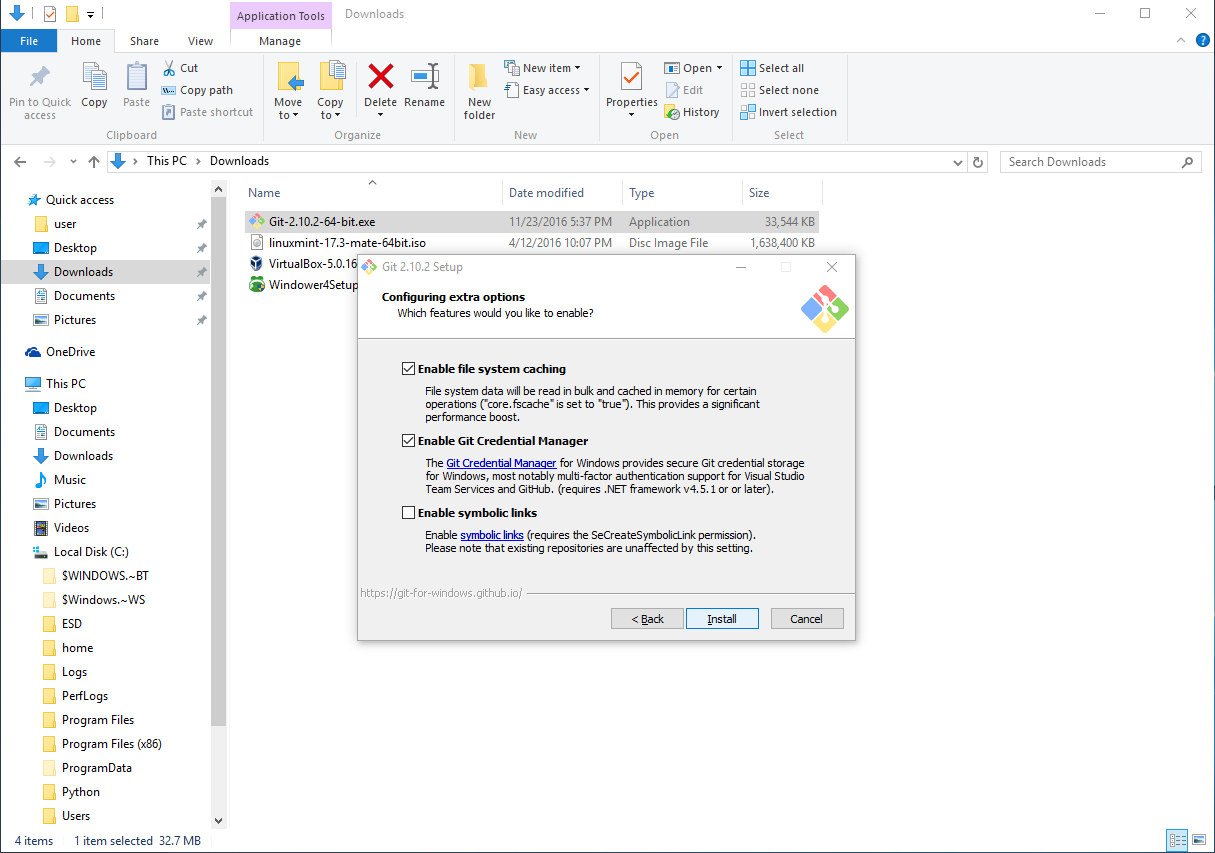 Application Tools Downloads
File Home Share View Manage
Pin to Quick access
Copy
Paste
Cut
Copy path
Paste shortcut
Clipboard
Move to
Copy to
Delete
Rename
Organize
New folder
New item
Easy access
New
Properties
Open
Edit
History
Open
Select all
Select none
Invert selection
Select
This PC > Downloads
Search Downloads
Quick access
user
Desktop
Downloads
Documents
Pictures
OneDrive
This PC
Desktop
Documents
Downloads
Music
Pictures
Videos
Local Disk (C:)
$WINDOWS.~BT
$Windows.~WS
ESD
home
Logs
PerfLogs
Program Files
Program Files (x86)
ProgramData
Python
Users
Name Date modified Type Size
Git-2.10.2-64-bit.exe 11/23/2016 5:37 PM Application 33,544 KB
linuxmint-17.3-mate-64bit.iso 4/12/2016 10:07 PM Disc Image File 1,638,400 KB
VirtualBox-5.0.16
Windower4Setup
Git 2.10.2 Setup
Configuring extra options
Which features would you like to enable?
Enable file system caching
File system data will be read in bulk and cached in memory for certain
operations ("core.fscache" is set to "true"). This provides a significant
performance boost.
Enable Git Credential Manager
The Git Credential Manager for Windows provides secure Git credential storage
for Windows, most notably multi-factor authentication support for Visual Studio
Team Services and GitHub. (requires .NET framework v4.5.1 or or later).
Enable symbolic links
Enable symbolic links (requires the SeCreateSymbolicLink permission).
Please note that existing repositories are unaffected by this setting.
https://git-for-windows.github.io/
< Back Install Cancel
4 items 1 item selected 32.7 MB